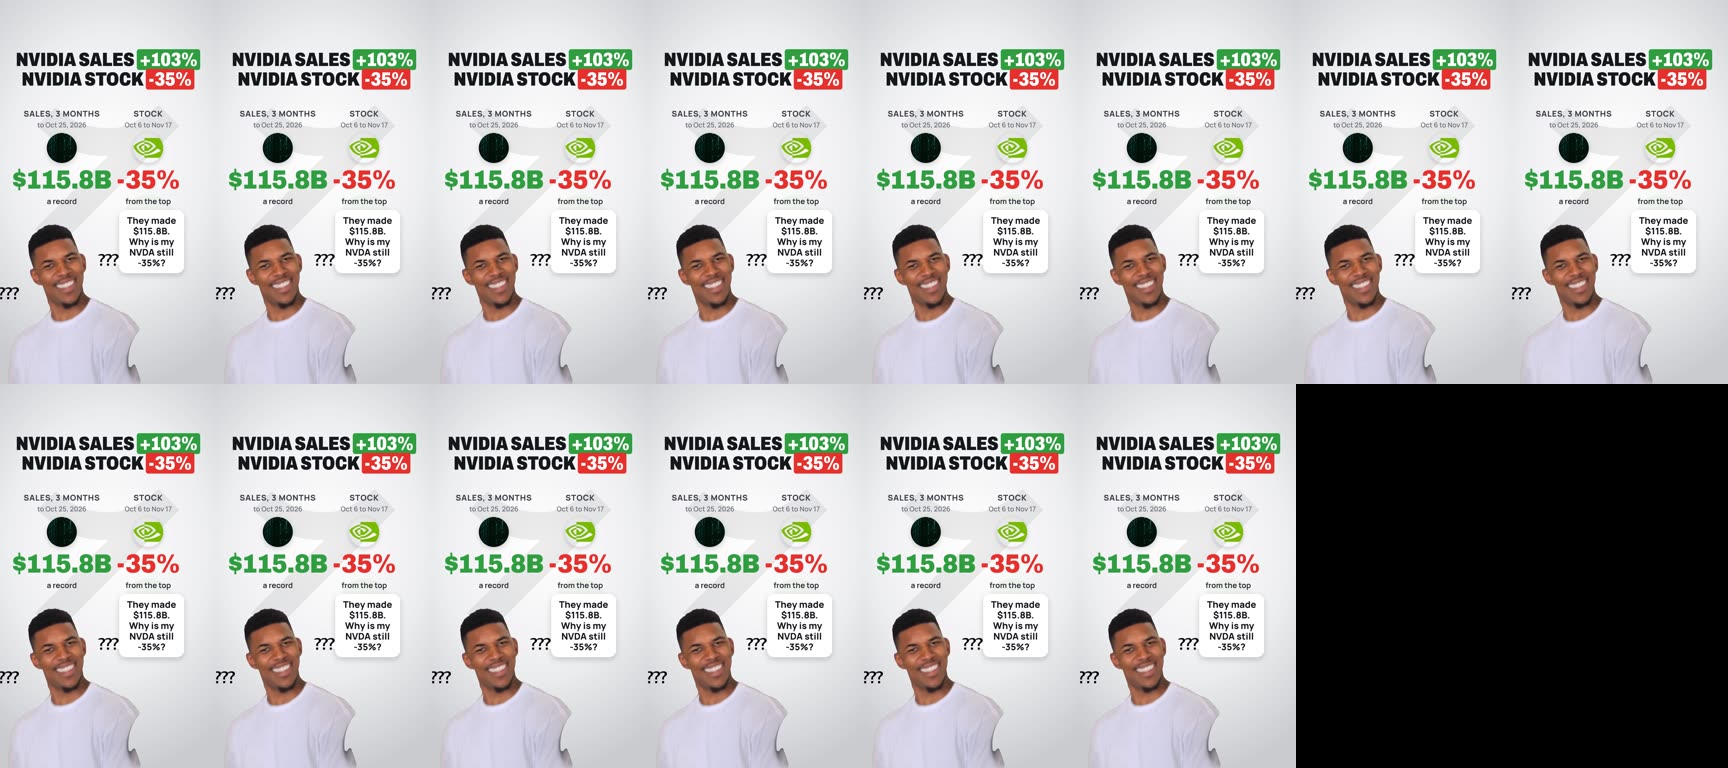 NVIDIA SALES +103%
NVIDIA STOCK -35%
SALES, 3 MONTHS
to Oct 25, 2026
STOCK
Oct 6 to Nov 17
$115.8B
-35%
a record
from the top
They made
$115.8B.
Why is my
NVDA still
-35%?
???
???